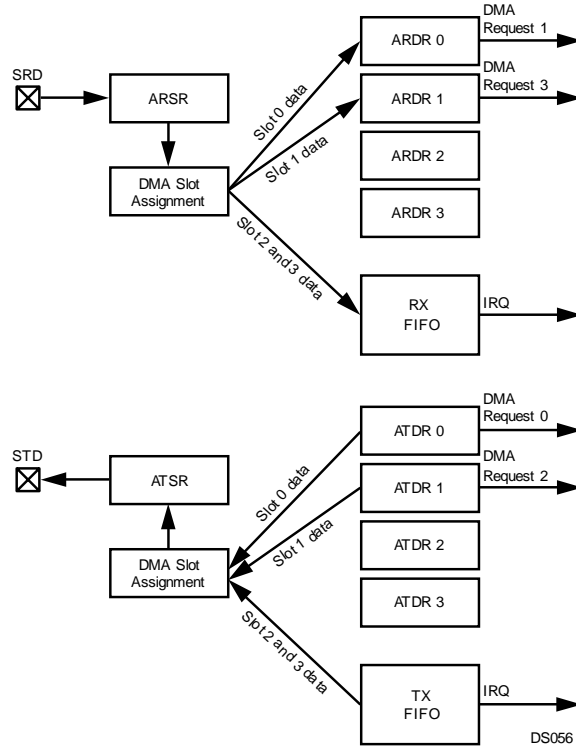 DMA
Request 1
ARDR 0
SRD
DMA
Request 3
ARSR
ARDR 1
Slot 0 data
Slot 1 data
ARDR 2
DMA Slot
Assignment
ARDR 3
Slot 2 and 3 data
RX
FIFO
IRQ
DMA
Request 0
ATDR 0
STD
DMA
Request 2
ATSR
ATDR 1
Slot 0 data
Slot 1 data
ATDR 2
DMA Slot
Assignment
ATDR 3
Slot 2 and 3 data
TX
FIFO
IRQ
DS056